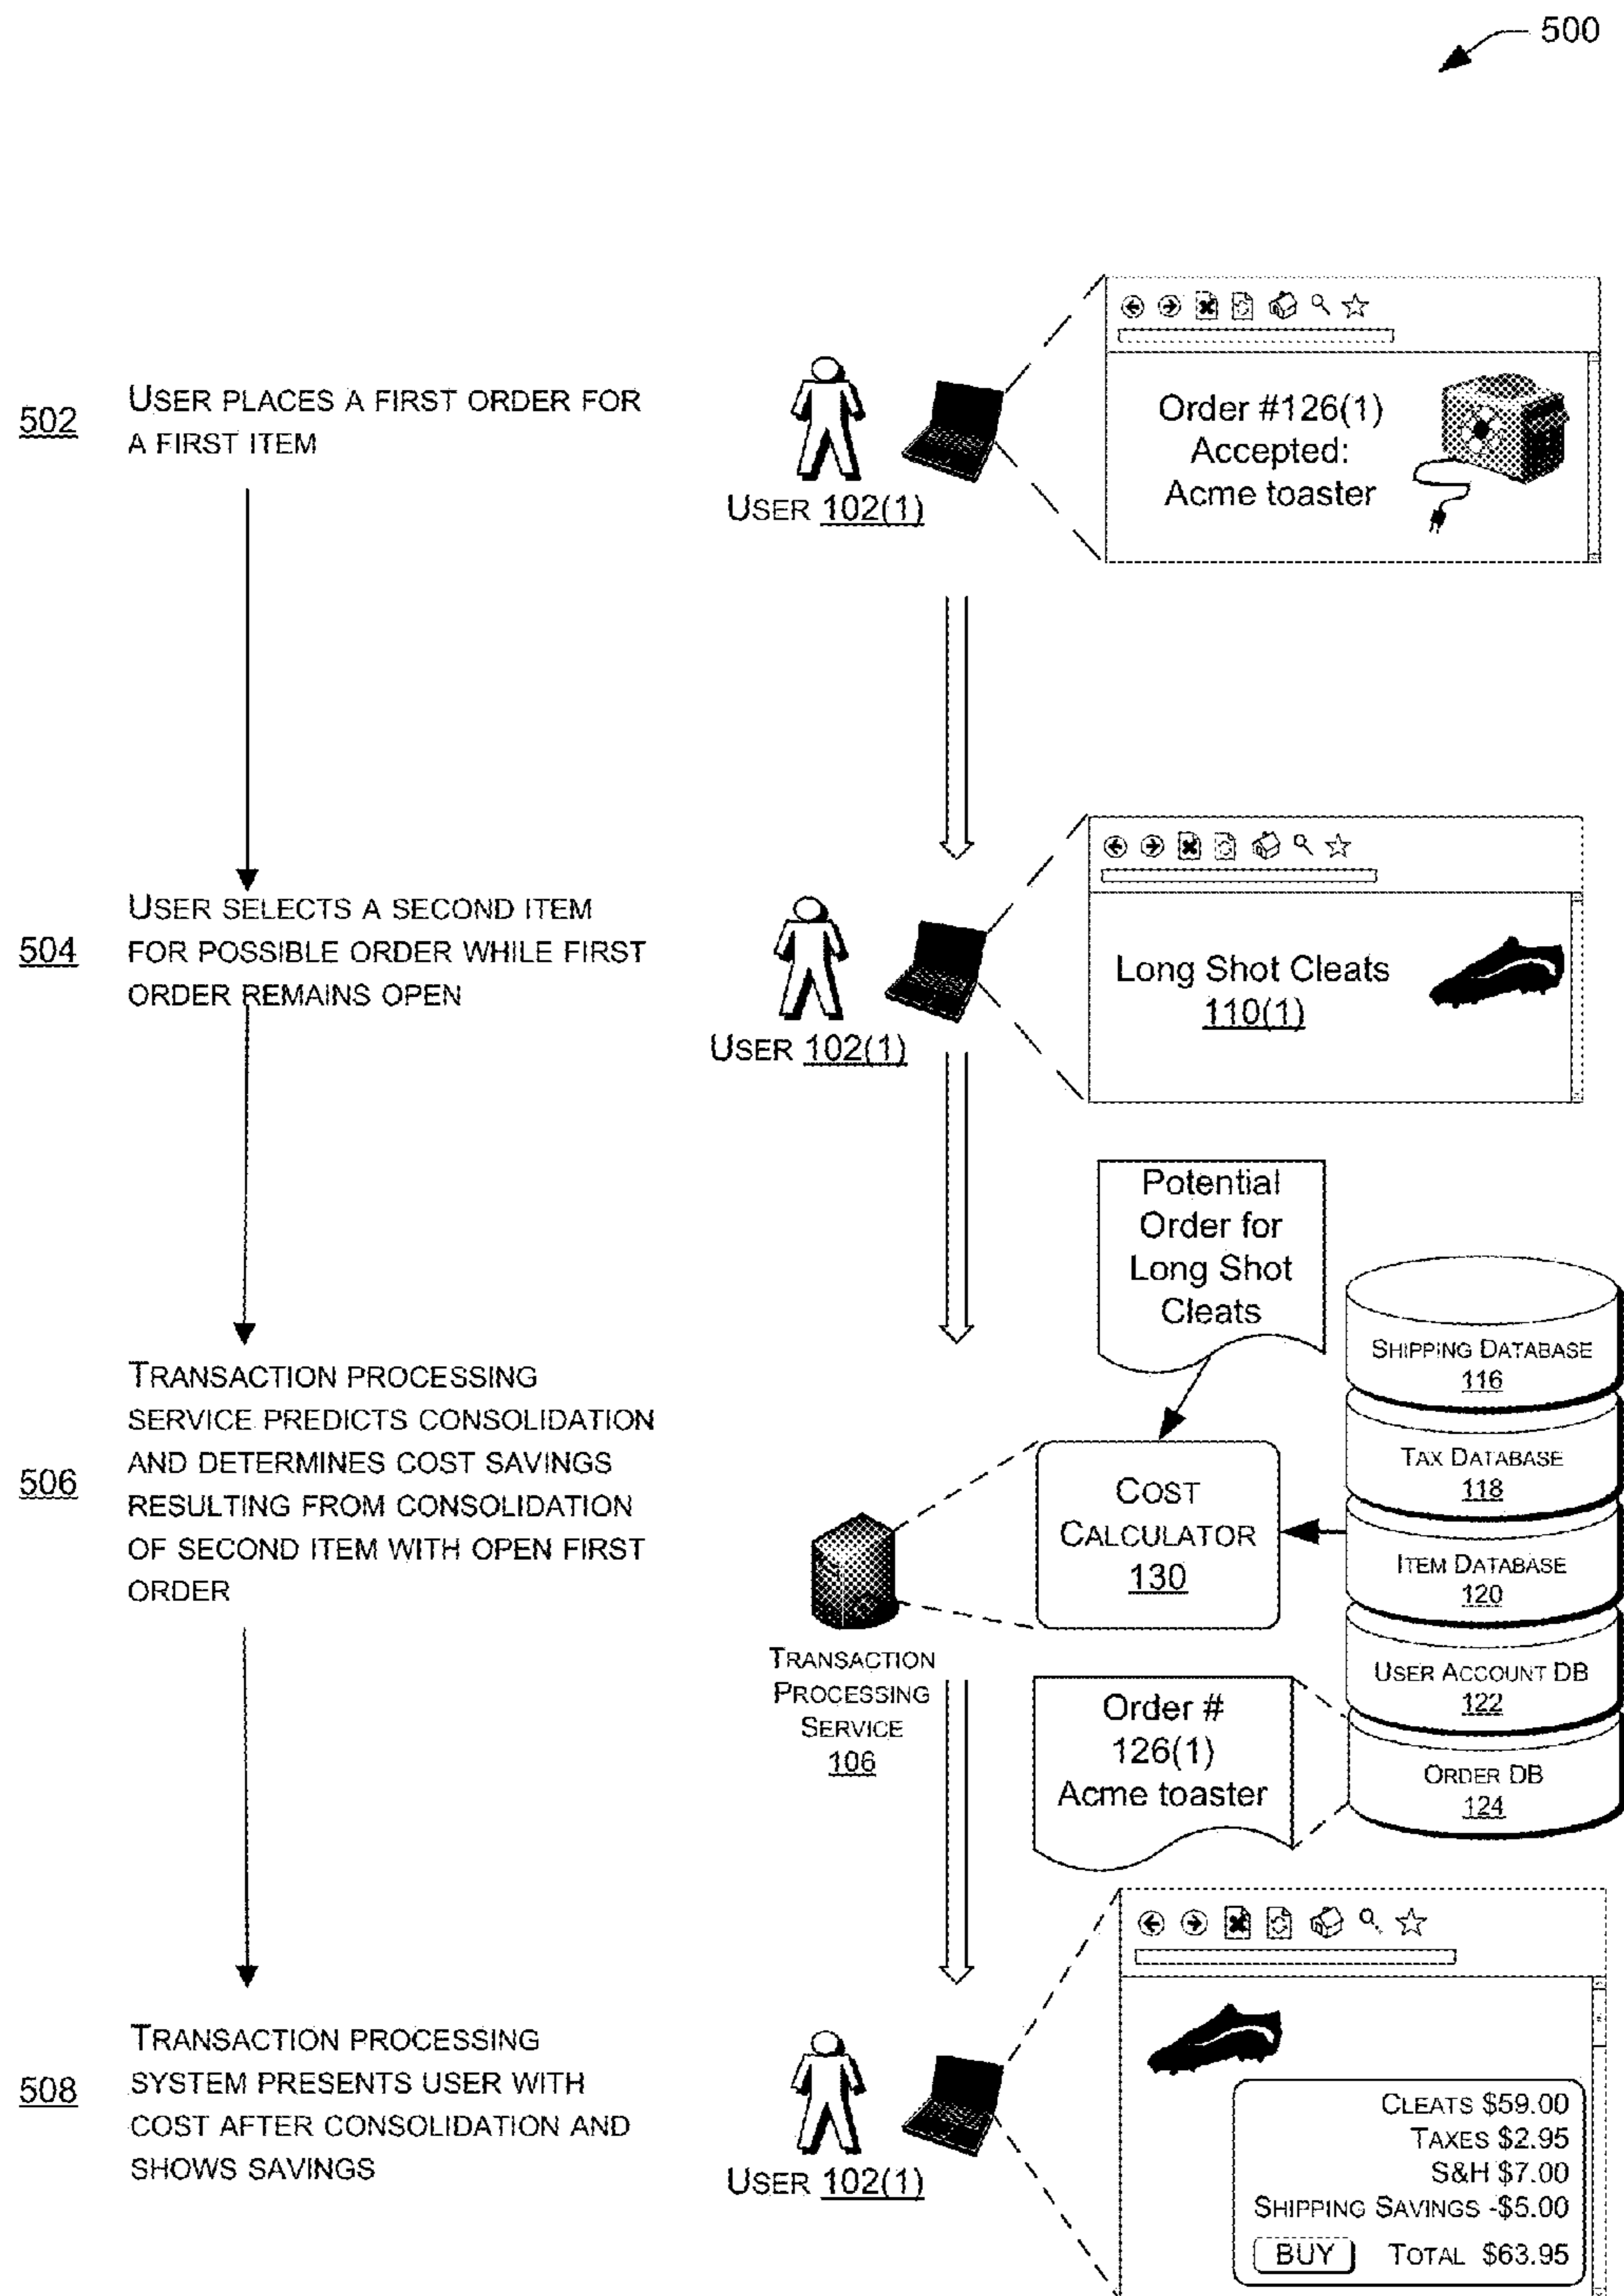 500
502
USER PLACES A FIRST ORDER FOR
A FIRST ITEM
USER 102(1)
Order #126(1)
Accepted:
Acme toaster
504
USER SELECTS A SECOND ITEM
FOR POSSIBLE ORDER WHILE FIRST
ORDER REMAINS OPEN
USER 102(1)
Long Shot Cleats
110(1)
506
TRANSACTION PROCESSING
SERVICE PREDICTS CONSOLIDATION
AND DETERMINES COST SAVINGS
RESULTING FROM CONSOLIDATION
OF SECOND ITEM WITH OPEN FIRST
ORDER
Potential
Order for
Long Shot
Cleats
COST
CALCULATOR
130
SHIPPING DATABASE
116
TAX DATABASE
118
ITEM DATABASE
120
USER ACCOUNT DB
122
ORDER DB
124
TRANSACTION
PROCESSING
SERVICE
106
Order #
126(1)
Acme toaster
508
TRANSACTION PROCESSING
SYSTEM PRESENTS USER WITH
COST AFTER CONSOLIDATION AND
SHOWS SAVINGS
USER 102(1)
CLEATS $59.00
TAXES $2.95
S&H $7.00
SHIPPING SAVINGS -$5.00
BUY TOTAL $63.95